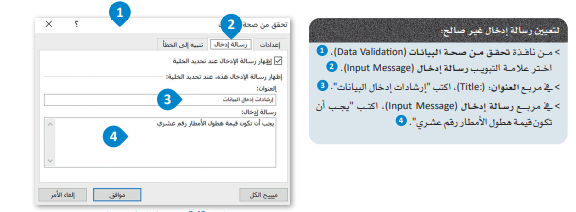 لتعيين رسالة إدخال غير صالح:
> من نافذة تحقق من صحة البيانات (Data Validation)، 1
اختر علامة التبويب رسالة إدخال (Input Message). 2
> في مربع العنوان: (Title:)، اكتب "إرشادات إدخال البيانات". 3
> في مربع رسالة إدخال (Input Message)، اكتب "يجب أن
تكون قيمة هطول الأمطار رقم عشري". 4
1
تحقق من صحة
? ×
2
إعدادات رسالة إدخال تنبيه إلى الخطأ
إظهار رسالة الإدخال عند تحديد الخلية
إظهار رسالة الإدخال هذه، عند تحديد الخلية:
العنوان:
إرشادات إدخال البيانات
3
رسالة إدخال:
يجب أن تكون قيمة هطول الأمطار رقم عشري
4
مسح الكل موافق إلغاء الأمر